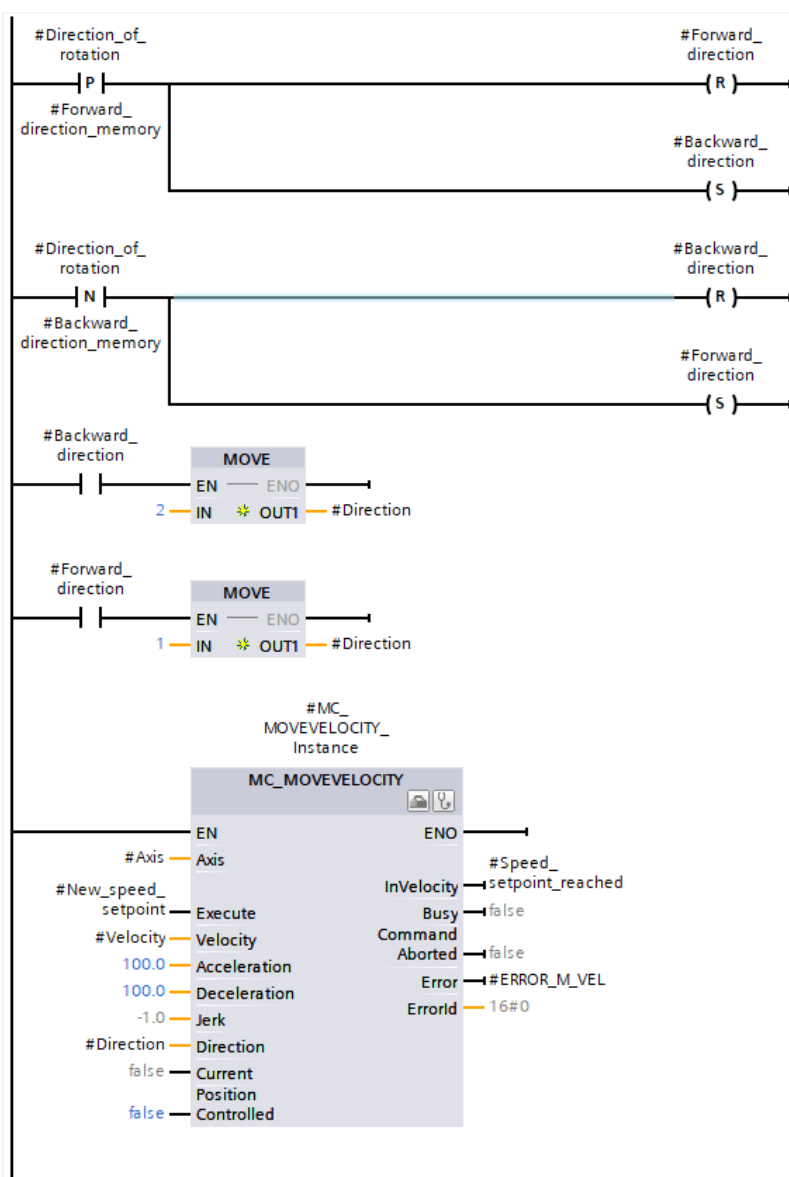 #Direction_of_
rotation
P
#Forward_
direction_memory
#Forward_
direction
R
#Backward_
direction
S
#Direction_of_
rotation
N
#Backward_
direction_memory
#Backward_
direction
R
#Forward_
direction
S
#Backward_
direction
MOVE
EN ENO
2 IN OUT1 #Direction
#Forward_
direction
MOVE
EN ENO
1 IN OUT1 #Direction
#MC_
MOVEVELOCITY_
Instance
MC_MOVEVELOCITY
EN ENO
#Axis Axis
#Speed_
InVelocity setpoint_reached
#New_speed_
setpoint Execute
Busy false
#Velocity Velocity
Command
Aborted false
100.0 Acceleration
Error #ERROR_M_VEL
100.0 Deceleration
ErrorId 16#0
-1.0 Jerk
#Direction Direction
false Current
Position
false Controlled